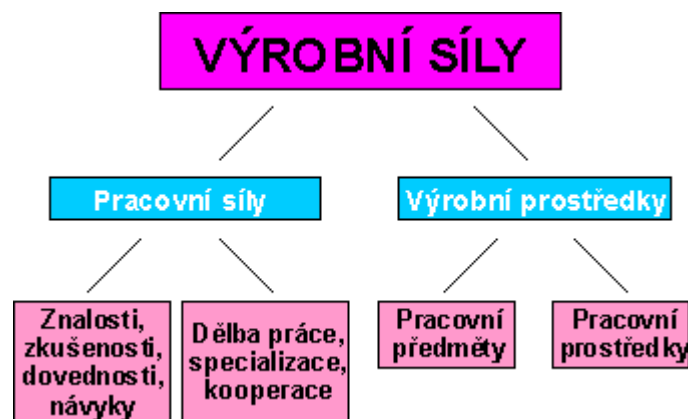 VÝROBNÍ SÍLY
Pracovní síly
Výrobní prostředky
Znalosti,
zkušenosti,
dovednosti,
návyky
Dělba práce,
specializace,
kooperace
Pracovní
předměty
Pracovní
prostředky